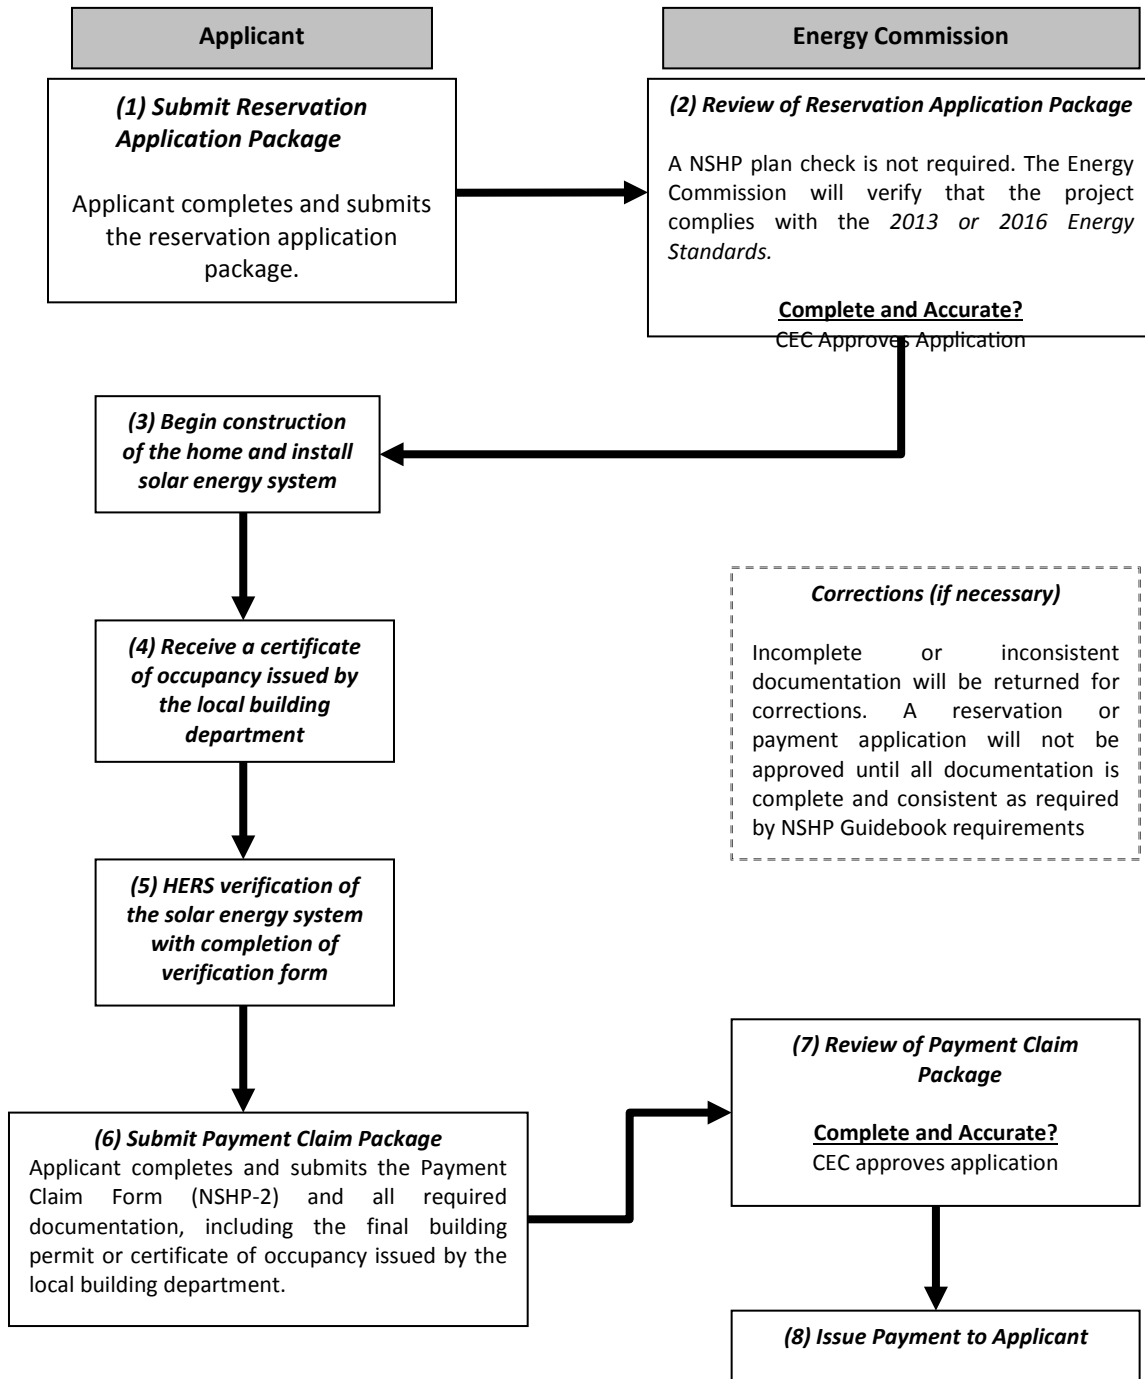 Applicant
Energy Commission
(1) Submit Reservation
Application Package
Applicant completes and submits
the reservation application
package.
(2) Review of Reservation Application Package
A NSHP plan check is not required. The Energy
Commission will verify that the project
complies with the 2013 or 2016 Energy
Standards.
Complete and Accurate?
CEC Approves Application
(3) Begin construction
of the home and install
solar energy system
(4) Receive a certificate
of occupancy issued by
the local building
department
Corrections (if necessary)
Incomplete or inconsistent
documentation will be returned for
corrections. A reservation or
payment application will not be
approved until all documentation is
complete and consistent as required
by NSHP Guidebook requirements
(5) HERS verification of
the solar energy system
with completion of
verification form
(6) Submit Payment Claim Package
Applicant completes and submits the Payment
Claim Form (NSHP-2) and all required
documentation, including the final building
permit or certificate of occupancy issued by the
local building department.
(7) Review of Payment Claim
Package
Complete and Accurate?
CEC approves application
(8) Issue Payment to Applicant